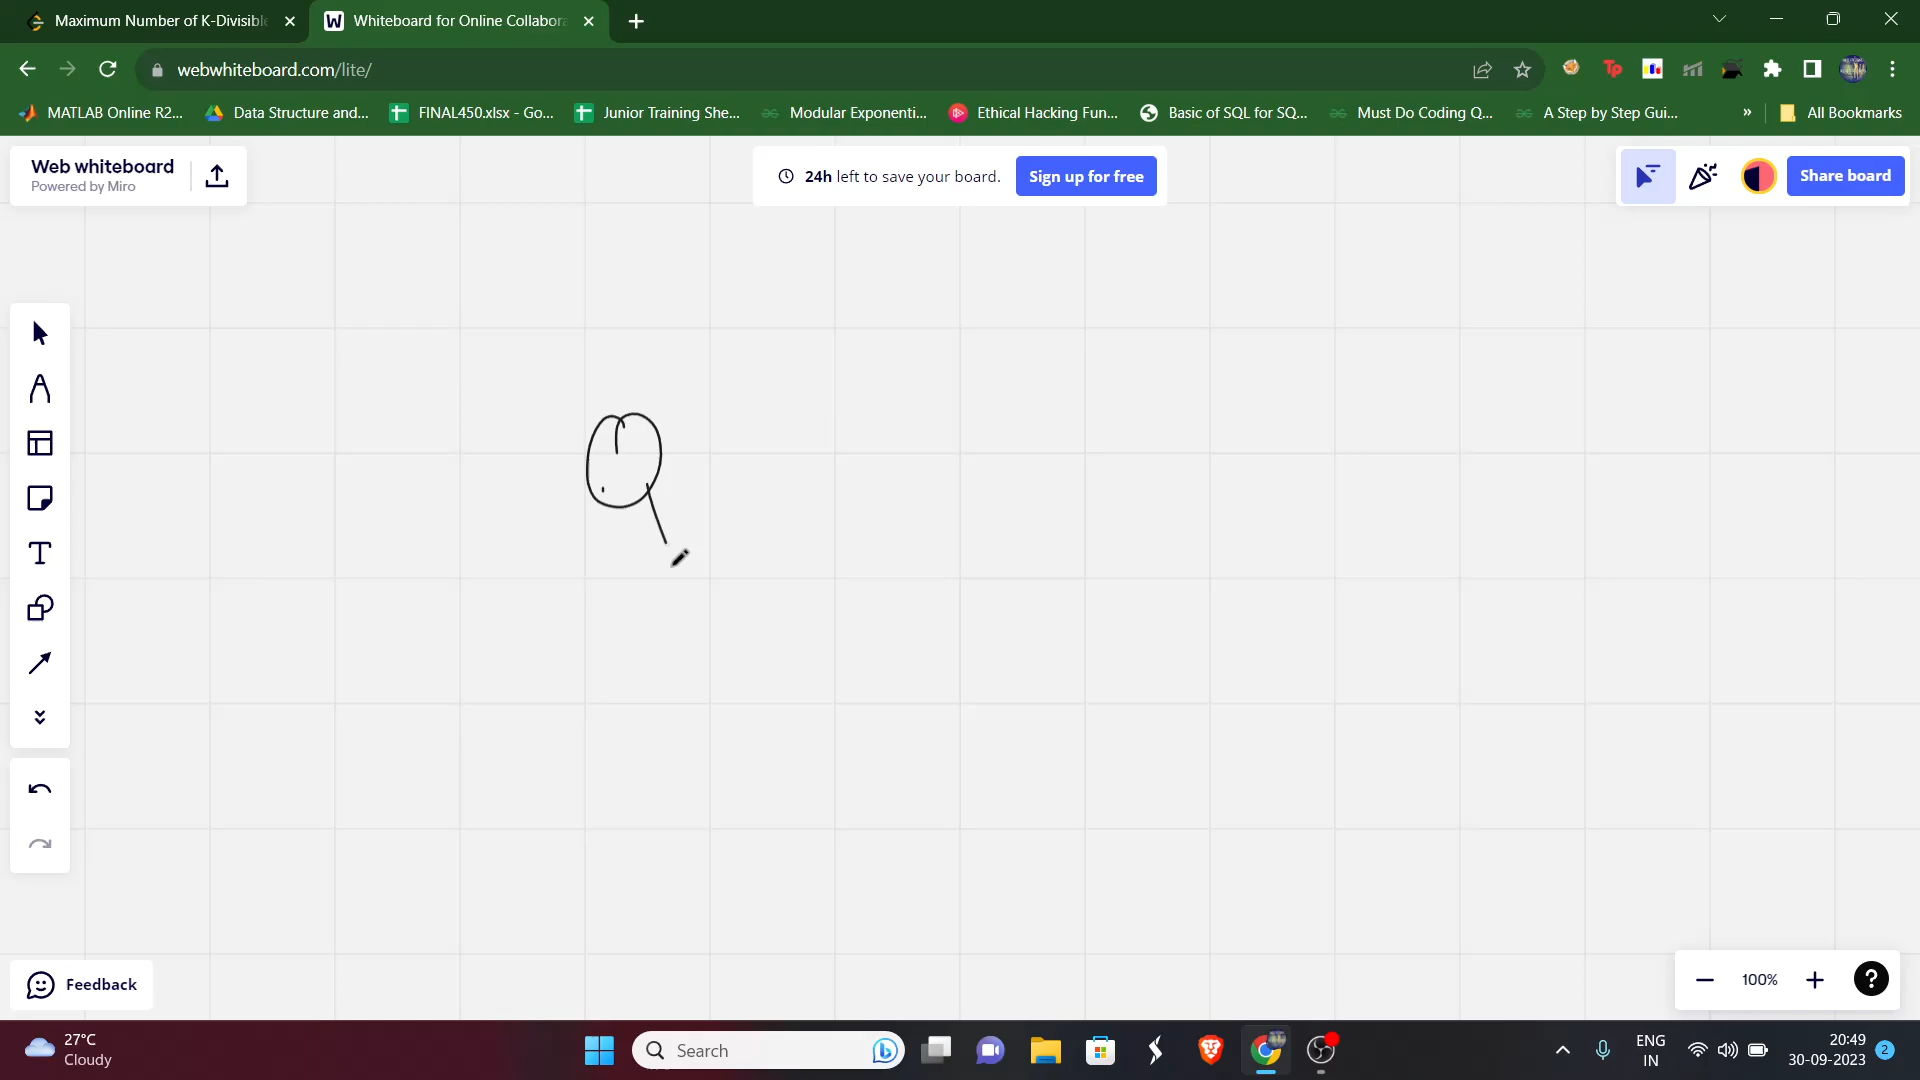 Maximum Number of K-Divisible
Whiteboard for Online Collabora
webwhiteboard.com/lite/
MATLAB Online R2...
Data Structure and...
FINAL450.xlsx - Go...
Junior Training She...
Modular Exponenti...
Ethical Hacking Fun...
Basic of SQL for SQ...
Must Do Coding Q...
A Step by Step Gui...
»
All Bookmarks
Web whiteboard
Powered by Miro
24h left to save your board.
Sign up for free
Share board
Feedback
100%
27°C
Cloudy
Search
ENG
IN
20:49
30-09-2023
2